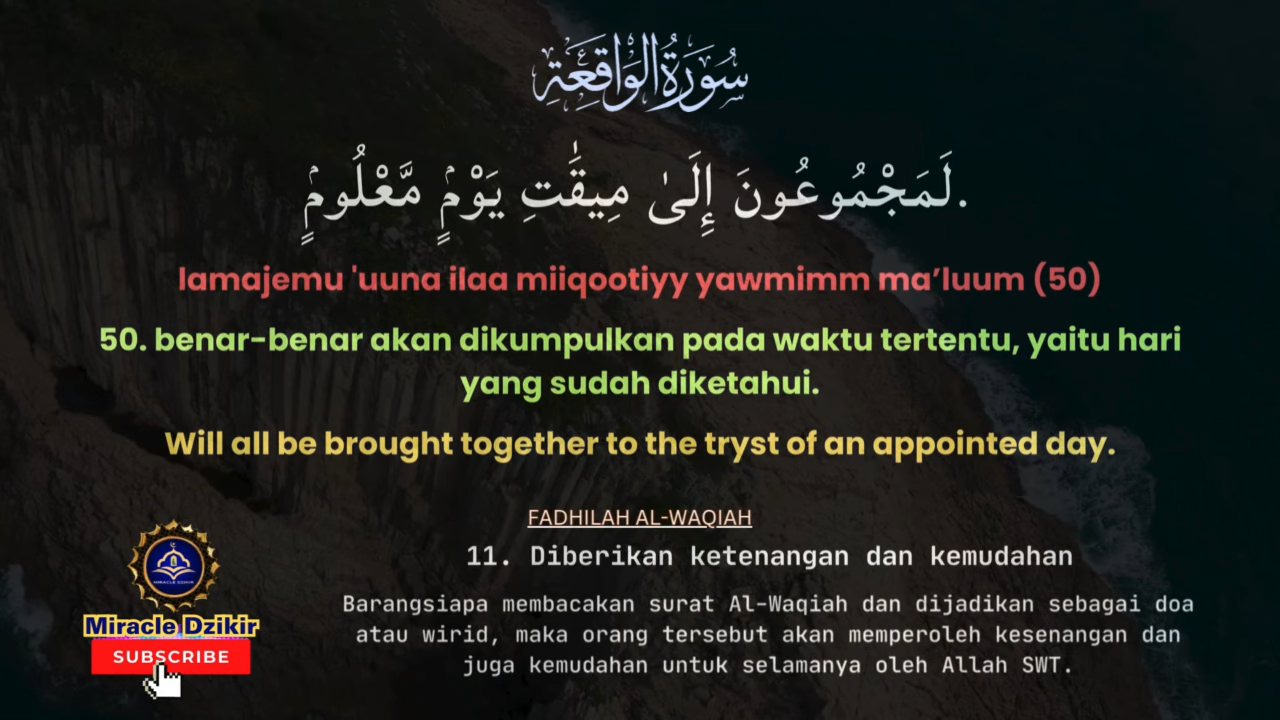 سُورَةُ الْوَاقِعَةِ
لَمَجْمُوعُونَ إِلَىٰ مِيقَٰتِ يَوْمٍۢ مَّعْلُومٍۢ.
lamajemu 'uuna ilaa miiqootiyy yawmimm ma’luum (50)
50. benar-benar akan dikumpulkan pada waktu tertentu, yaitu hari
yang sudah diketahui.
Will all be brought together to the tryst of an appointed day.
FADHILAH AL-WAQIAH
11. Diberikan ketenangan dan kemudahan
Barangsiapa membacakan surat Al-Waqiah dan dijadikan sebagai doa
atau wirid, maka orang tersebut akan memperoleh kesenangan dan
juga kemudahan untuk selamanya oleh Allah SWT.
MIRACLE DZIKIR
Miracle Dzikir
SUBSCRIBE